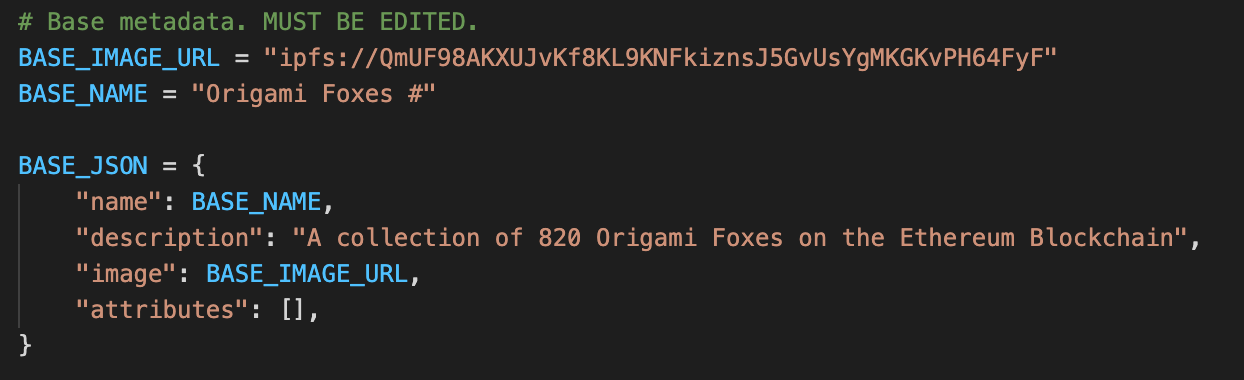 # Base metadata. MUST BE EDITED.
BASE_IMAGE_URL = "ipfs://QmUF98AKXUJvKf8KL9KNFkiznsJ5GvUsYgMKGKvPH64FyF"
BASE_NAME = "Origami Foxes #"
BASE_JSON = {
"name": BASE_NAME,
"description": "A collection of 820 Origami Foxes on the Ethereum Blockchain",
"image": BASE_IMAGE_URL,
"attributes": [],
}